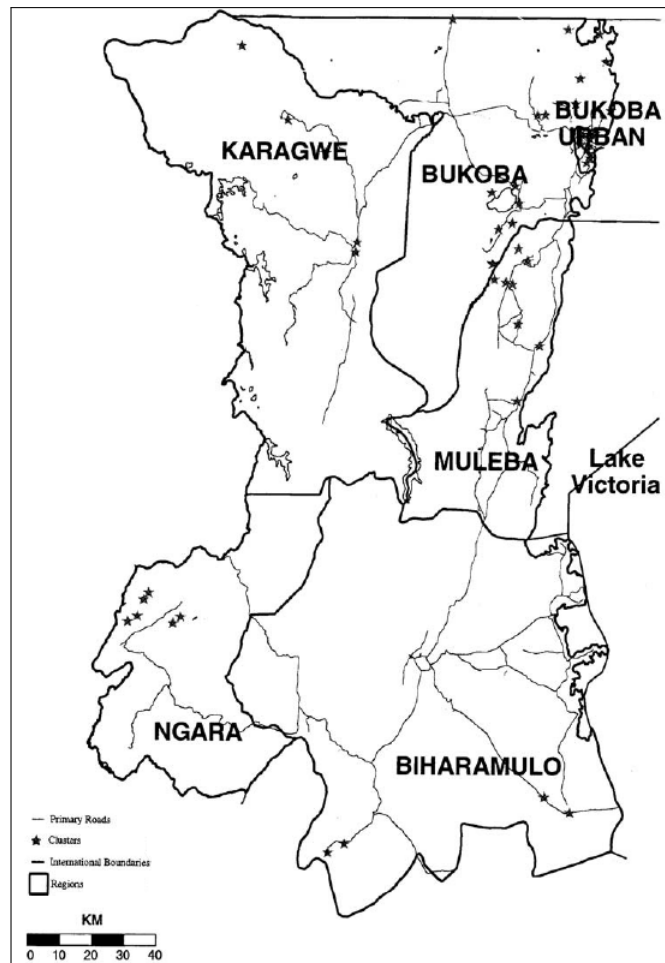 BUKOBA
URBAN
KARAGWE
BUKOBA
MULEBA
Lake
Victoria
NGARA
BIHARAMULO
Primary Roads
Clusters
International Boundaries
Regions
KM
0 10 20 30 40